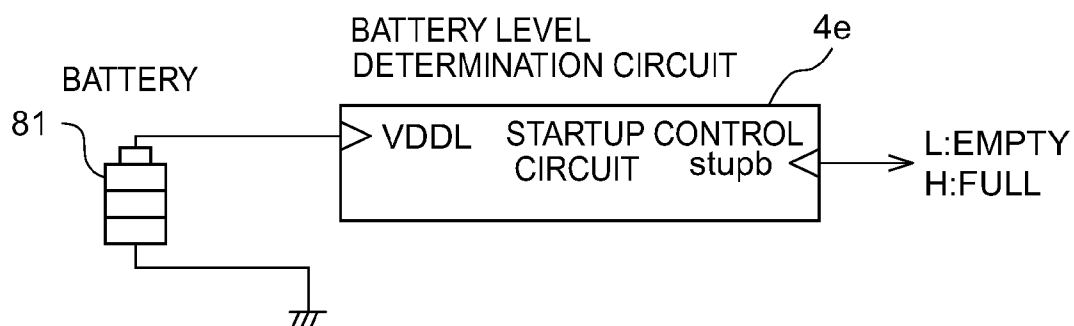 4e
BATTERY LEVEL
DETERMINATION CIRCUIT
BATTERY
81
VDDL
STARTUP CONTROL
CIRCUIT
stupb
L:EMPTY
H:FULL